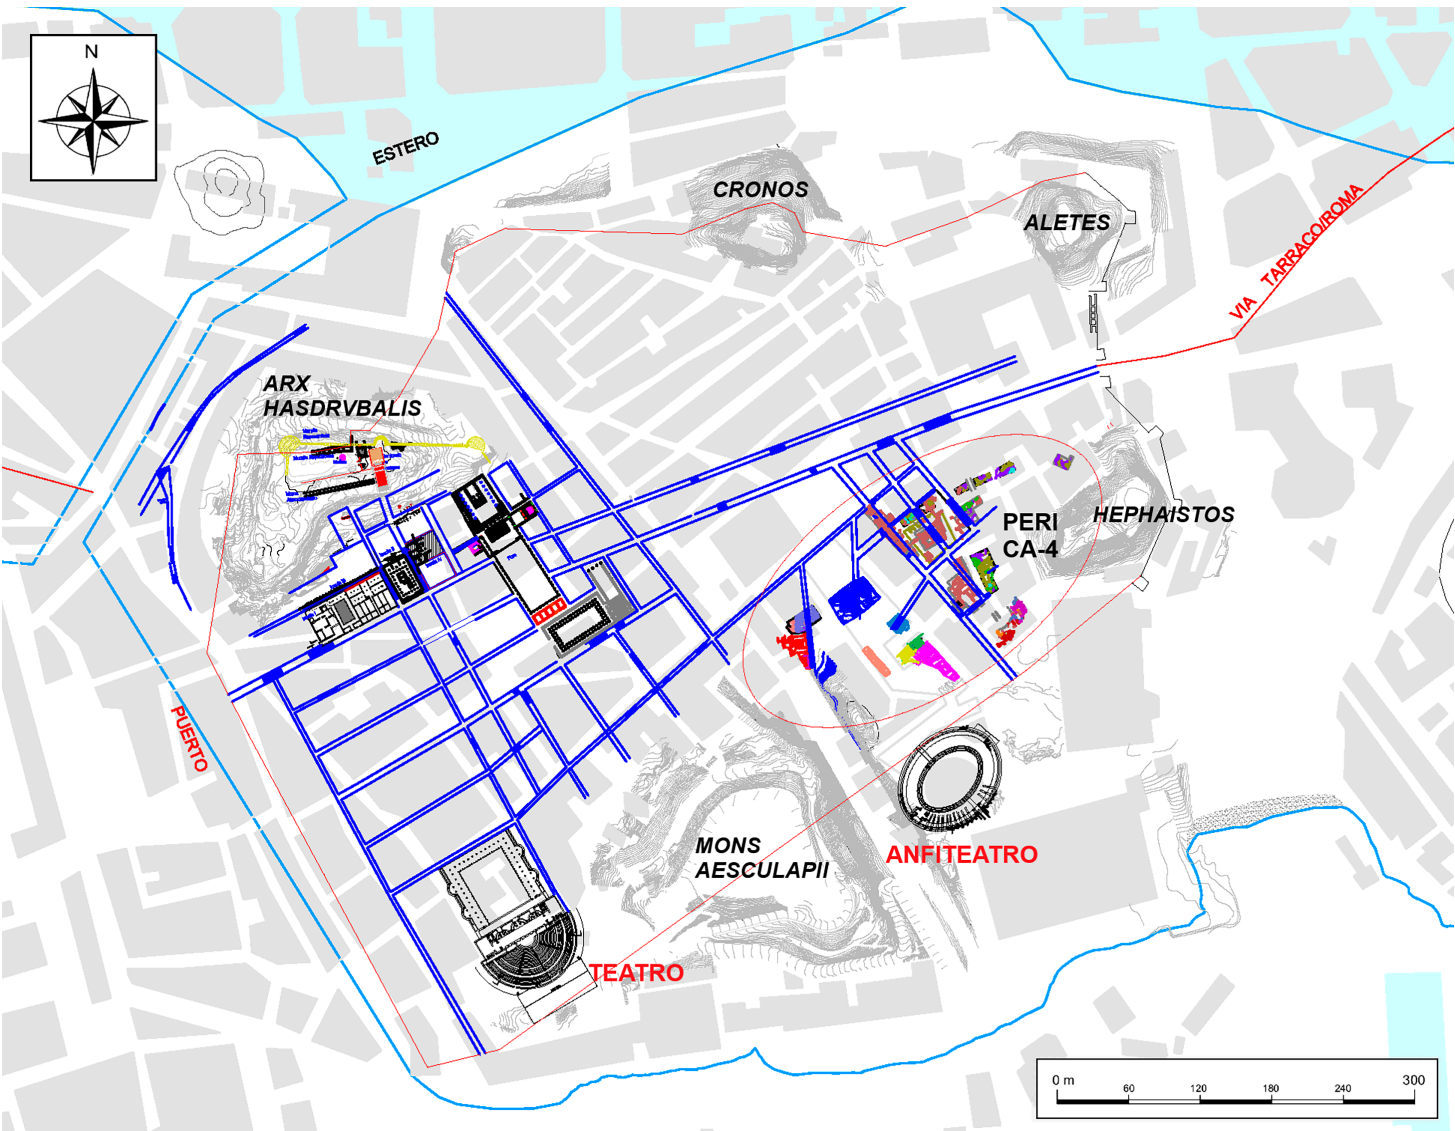 N
ESTERO
CRONOS
ALETES
VIA TARRACO/ROMA
ARX
HASDRVBALIS
PERI
CA-4
HEPHAISTOS
PUERTO
MONS
AESCULAPII
ANFITEATRO
TEATRO
0 m
60
120
180
240
300